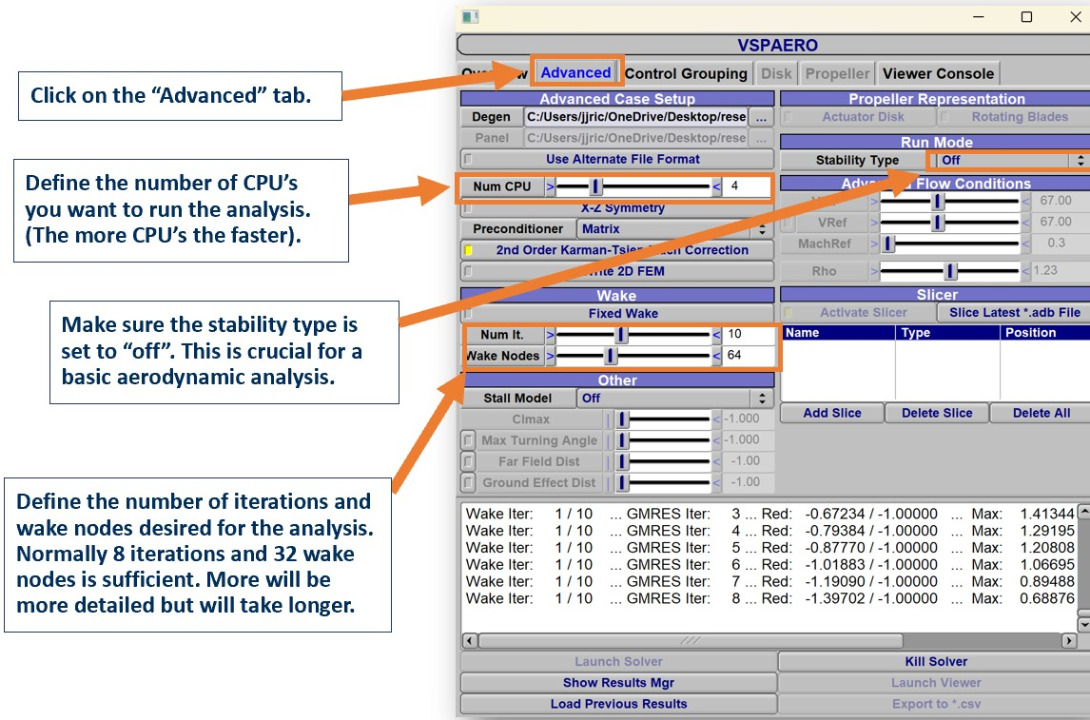 Click on the “Advanced” tab.
Define the number of CPU’s
you want to run the analysis.
(The more CPU’s the faster).
Make sure the stability type is
set to “off”. This is crucial for a
basic aerodynamic analysis.
Define the number of iterations and
wake nodes desired for the analysis.
Normally 8 iterations and 32 wake
nodes is sufficient. More will be
more detailed but will take longer.
VSPAERO
Advanced Control Grouping Disk Propeller Viewer Console
Advanced Case Setup
Degen C:/Users/jjric/OneDrive/Desktop/rese ...
Panel C:/Users/jjric/OneDrive/Desktop/rese ...
Use Alternate File Format
Num CPU > < 4
X-Z Symmetry
Preconditioner Matrix
2nd Order Karman-Tsien Mach Correction
2D FEM
Wake
Fixed Wake
Num It. > < 10
Wake Nodes > < 64
Other
Stall Model Off
Clmax < -1.000
Max Turning Angle < -1.000
Far Field Dist < -1.00
Ground Effect Dist < -1.00
Propeller Representation
Actuator Disk Rotating Blades
Run Mode
Stability Type Off
Flow Conditions
> < 67.00
VRef > < 67.00
MachRef > < 0.3
Rho > < 1.23
Slicer
Activate Slicer Slice Latest *.adb File
Name Type Position
Add Slice Delete Slice Delete All
Wake Iter: 1 / 10 ... GMRES Iter: 3 ... Red: -0.67234 / -1.00000 ... Max: 1.41344
Wake Iter: 1 / 10 ... GMRES Iter: 4 ... Red: -0.79384 / -1.00000 ... Max: 1.29195
Wake Iter: 1 / 10 ... GMRES Iter: 5 ... Red: -0.87770 / -1.00000 ... Max: 1.20808
Wake Iter: 1 / 10 ... GMRES Iter: 6 ... Red: -1.01883 / -1.00000 ... Max: 1.06695
Wake Iter: 1 / 10 ... GMRES Iter: 7 ... Red: -1.19090 / -1.00000 ... Max: 0.89488
Wake Iter: 1 / 10 ... GMRES Iter: 8 ... Red: -1.39702 / -1.00000 ... Max: 0.68876
Launch Solver Kill Solver
Show Results Mgr Launch Viewer
Load Previous Results Export to *.csv